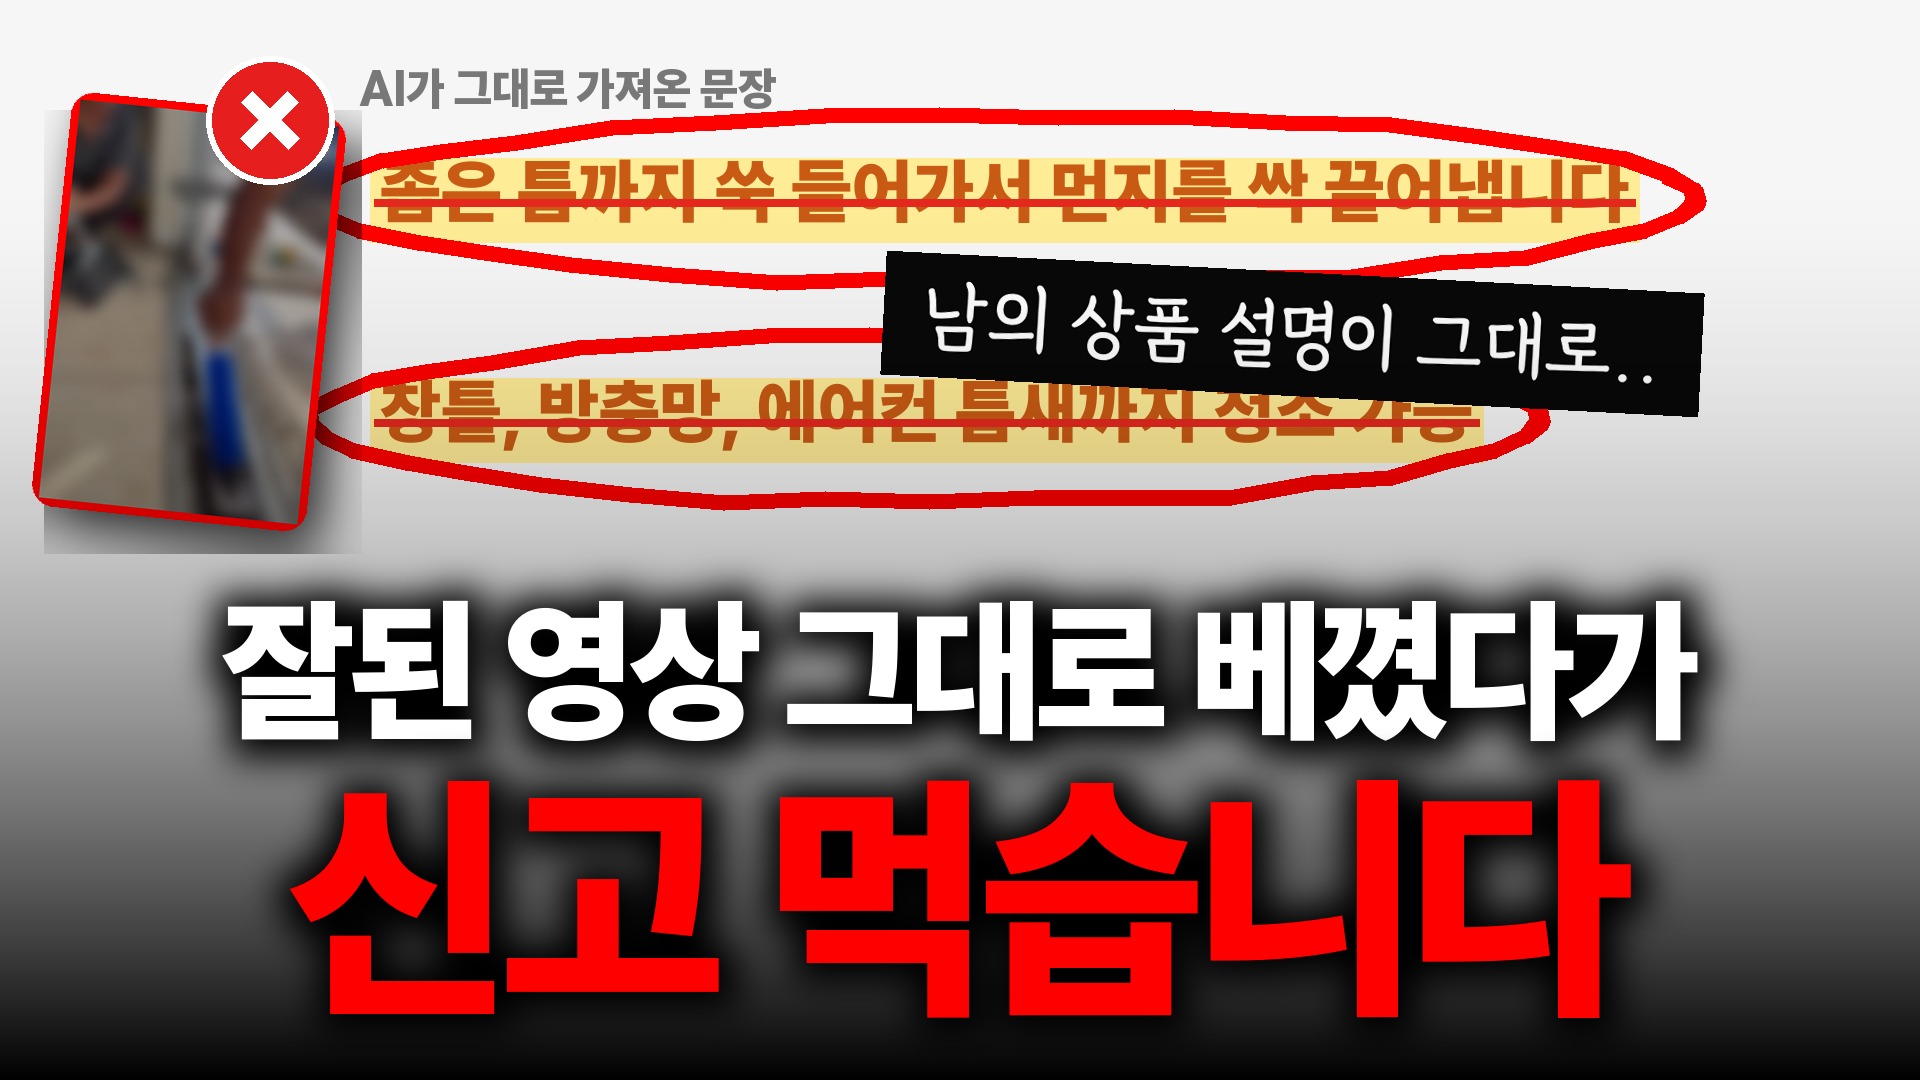 AI가 그대로 가져온 문장
좁은 틈까지 쑥 들어가서 먼지를 싹 끌어냅니다
남의 상품 설명이 그대로..
창틀, 방충망, 에어컨 틈새까지 청소 가능
잘된 영상 그대로 베꼈다가
신고 먹습니다